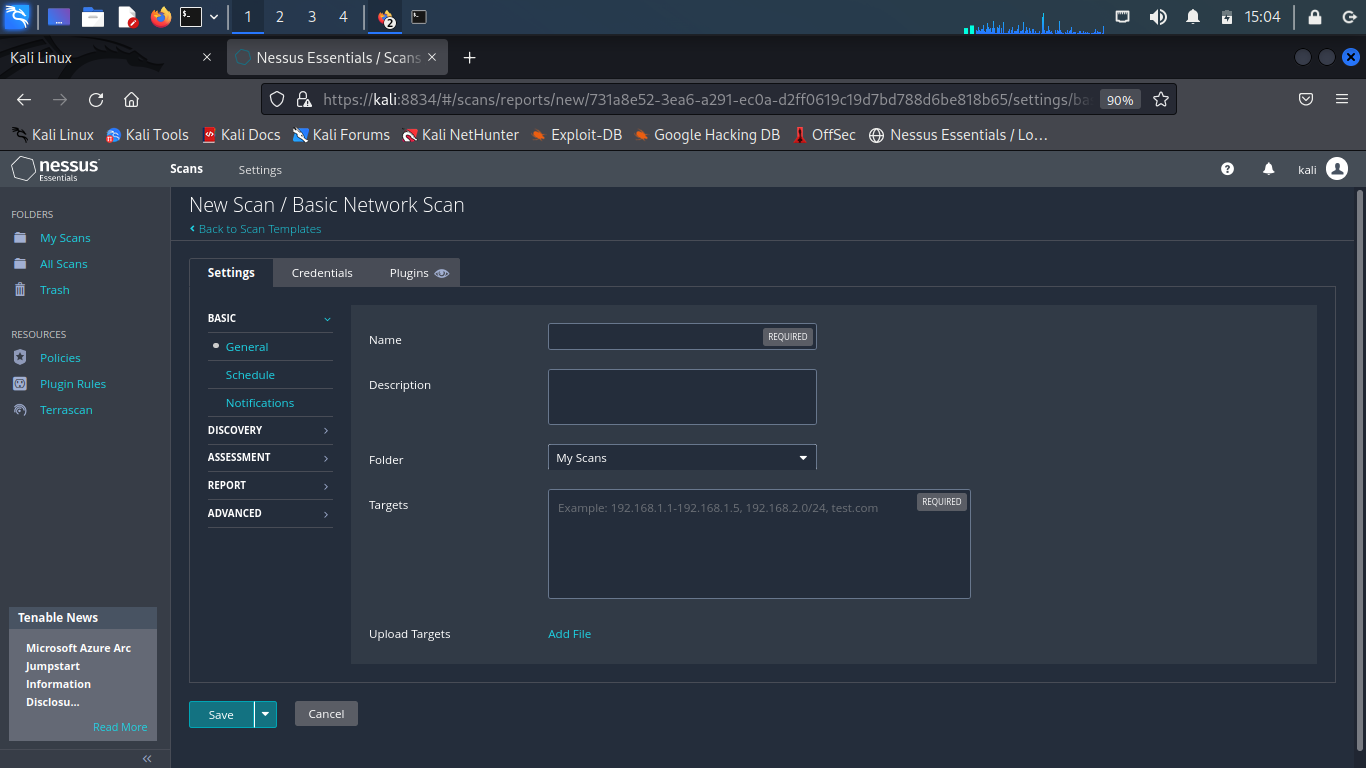 1 2 3 4 2 15:04
Kali Linux
Nessus Essentials / Scans
https://kali:8834/#/scans/reports/new/731a8e52-3ea6-a291-ec0a-d2ff0619c19d7bd788d6be818b65/settings/ba 90%
Kali Linux Kali Tools Kali Docs Kali Forums Kali NetHunter Exploit-DB Google Hacking DB OffSec Nessus Essentials / Lo...
nessus
Essentials
Scans Settings kali
FOLDERS
My Scans
All Scans
Trash
RESOURCES
Policies
Plugin Rules
Terrascan
Tenable News
Microsoft Azure Arc
Jumpstart
Information
Disclosu...
Read More
New Scan / Basic Network Scan
Back to Scan Templates
Settings Credentials Plugins
BASIC
General
Schedule
Notifications
DISCOVERY
ASSESSMENT
REPORT
ADVANCED
Name REQUIRED
Description
Folder My Scans
Targets Example: 192.168.1.1-192.168.1.5, 192.168.2.0/24, test.com REQUIRED
Upload Targets Add File
Save Cancel